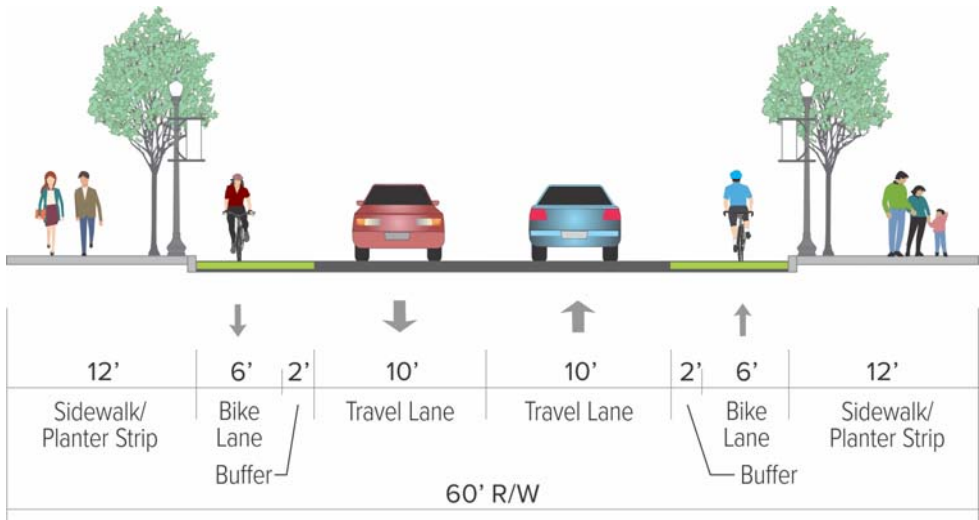 12’ 6’ 2’ 10’ 10’ 2’ 6’ 12’
Sidewalk/ Planter Strip
Bike Lane
Buffer
Travel Lane
Travel Lane
Buffer
Bike Lane
Sidewalk/ Planter Strip
60’ R/W